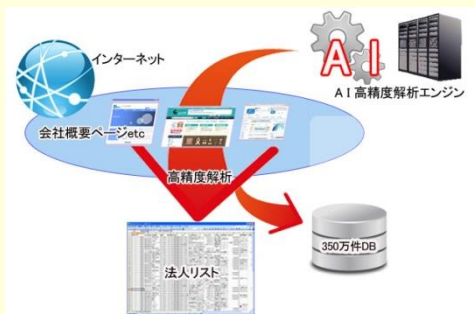 インターネット
AI
AI高精度解析エンジン
会社概要ページetc
高精度解析
350万件DB
法人リスト